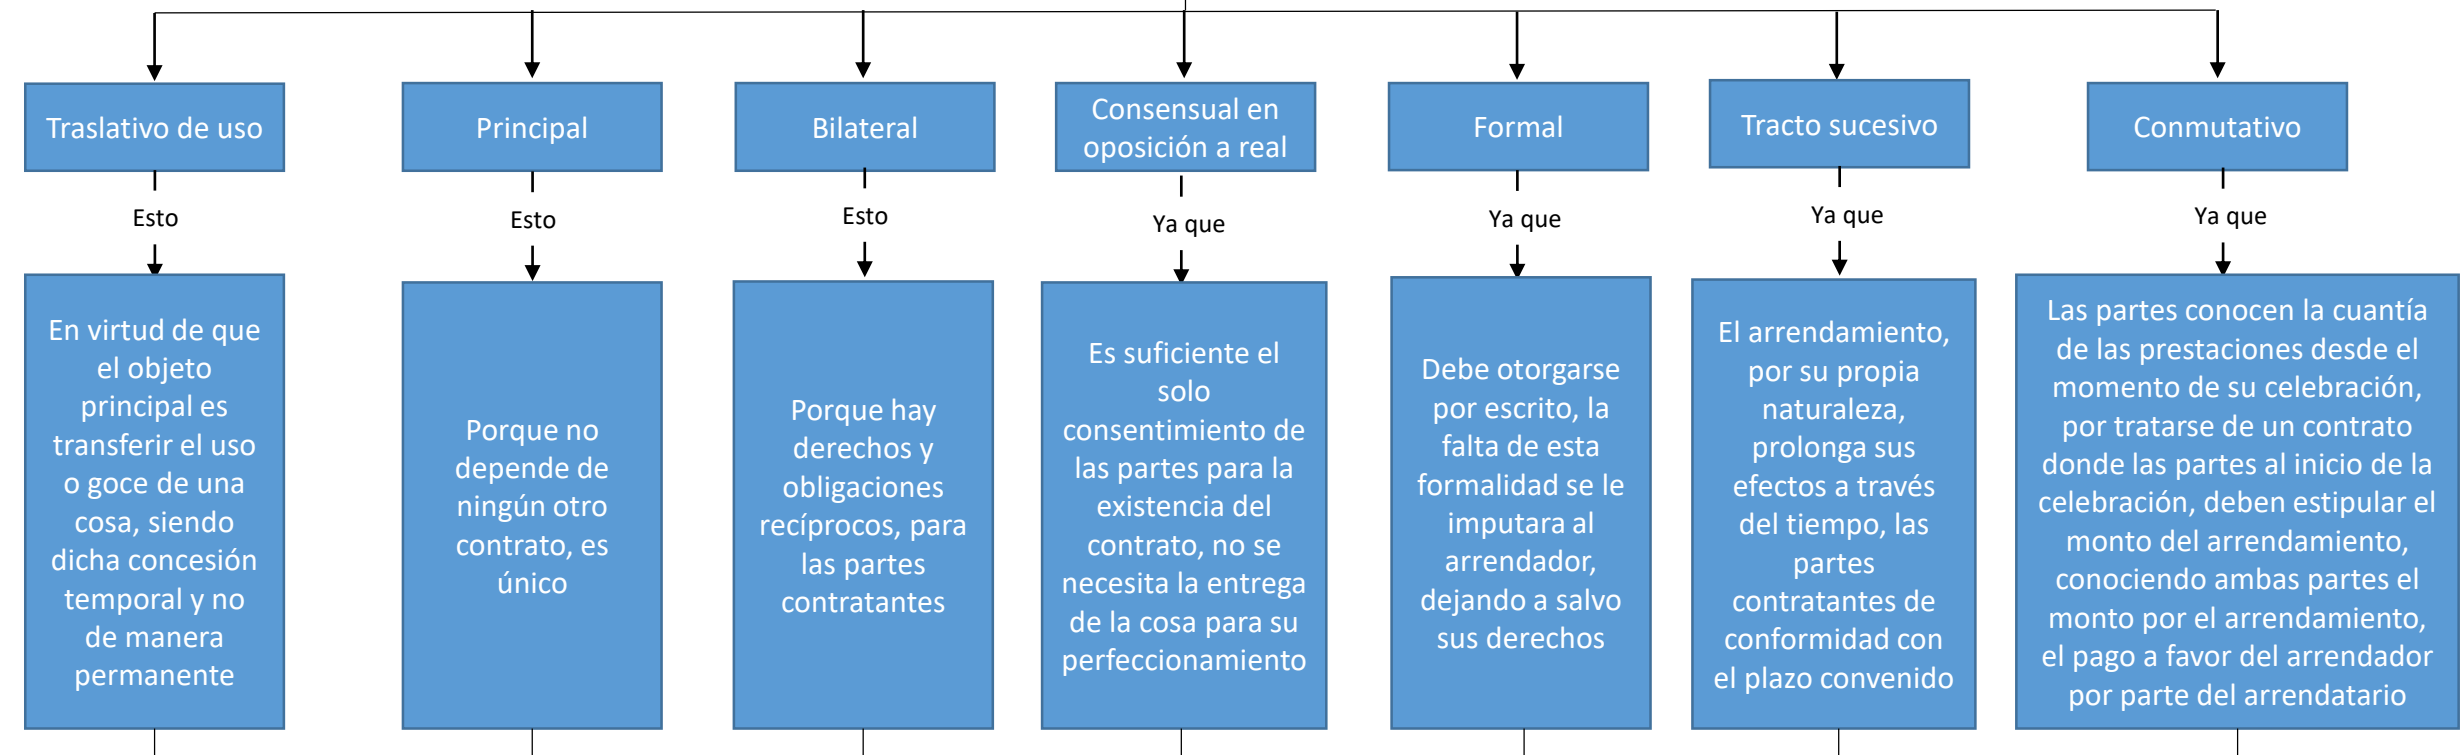 Traslativo de uso
Esto
En virtud de que
el objeto
principal es
transferir el uso
o goce de una
cosa, siendo
dicha concesión
temporal y no
de manera
permanente
Principal
Esto
Porque no
depende de
ningún otro
contrato, es
único
Bilateral
Esto
Porque hay
derechos y
obligaciones
recíprocos, para
las partes
contratantes
Consensual en
oposición a real
Ya que
Es suficiente el
solo
consentimiento de
las partes para la
existencia del
contrato, no se
necesita la entrega
de la cosa para su
perfeccionamiento
Formal
Ya que
Debe otorgarse
por escrito, la
falta de esta
formalidad se le
imputara al
arrendador,
dejando a salvo
sus derechos
Tracto sucesivo
Ya que
El arrendamiento,
por su propia
naturaleza,
prolonga sus
efectos a través
del tiempo, las
partes
contratantes de
conformidad con
el plazo convenido
Conmutativo
Ya que
Las partes conocen la cuantía
de las prestaciones desde el
momento de su celebración,
por tratarse de un contrato
donde las partes al inicio de la
celebración, deben estipular el
monto del arrendamiento,
conociendo ambas partes el
monto por el arrendamiento,
el pago a favor del arrendador
por parte del arrendatario